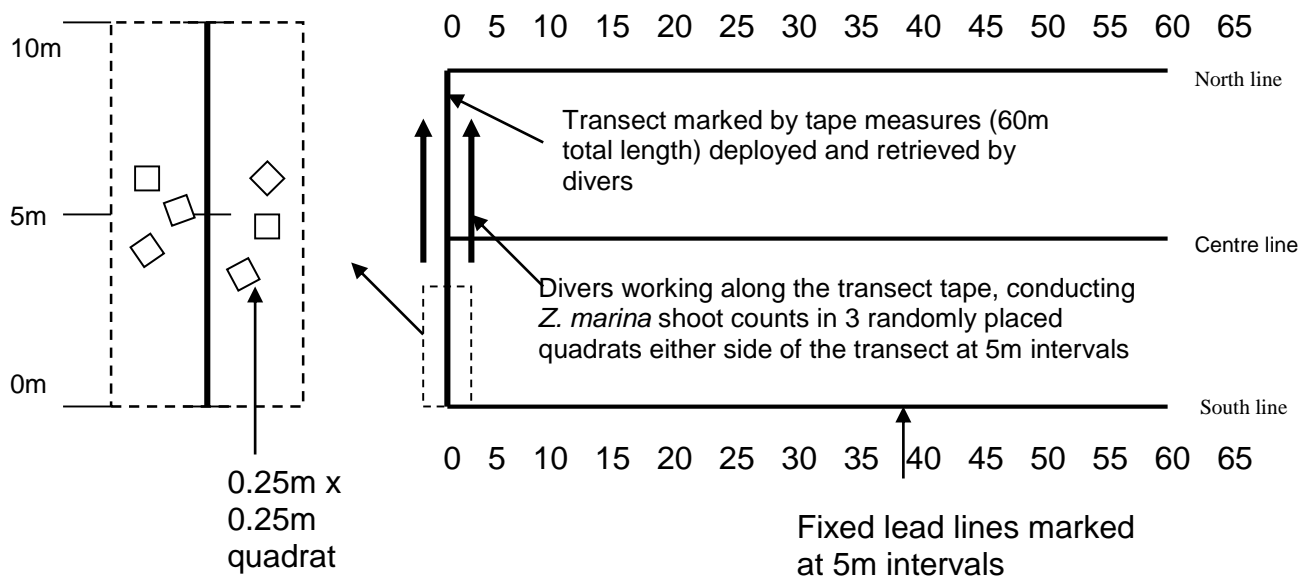 0 5 10 15 20 25 30 35 40 45 50 55 60 65
10m
North line
Transect marked by tape measures (60m
total length) deployed and retrieved by
divers
5m
Centre line
Divers working along the transect tape, conducting
Z. marina shoot counts in 3 randomly placed
quadrats either side of the transect at 5m intervals
0m
South line
0 5 10 15 20 25 30 35 40 45 50 55 60 65
0.25m x
0.25m
quadrat
Fixed lead lines marked
at 5m intervals